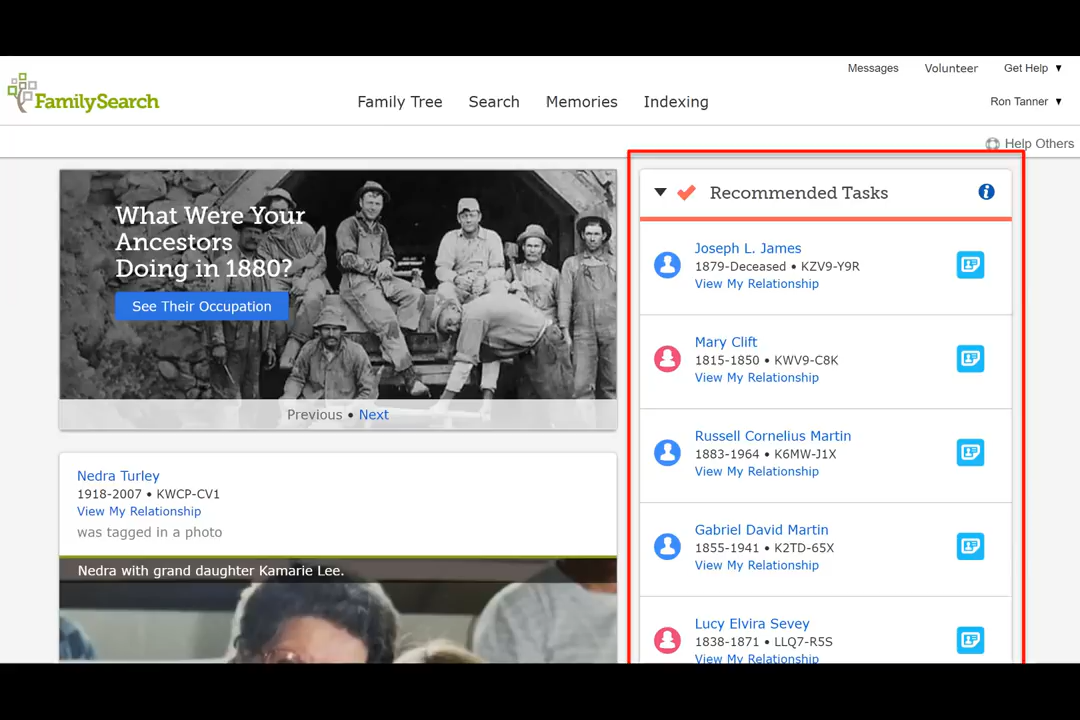 Messages Volunteer Get Help ▼
FamilySearch Family Tree Search Memories Indexing Ron Tanner ▼
Help Others
What Were Your
Ancestors
Doing in 1880?
See Their Occupation
Previous • Next
Nedra Turley
1918-2007 • KWCP-CV1
View My Relationship
was tagged in a photo
Nedra with grand daughter Kamarie Lee.
Recommended Tasks
Joseph L. James
1879-Deceased • KZV9-Y9R
View My Relationship
Mary Clift
1815-1850 • KWV9-C8K
View My Relationship
Russell Cornelius Martin
1883-1964 • K6MW-J1X
View My Relationship
Gabriel David Martin
1855-1941 • K2TD-65X
View My Relationship
Lucy Elvira Sevey
1838-1871 • LLQ7-R5S
View My Relationship